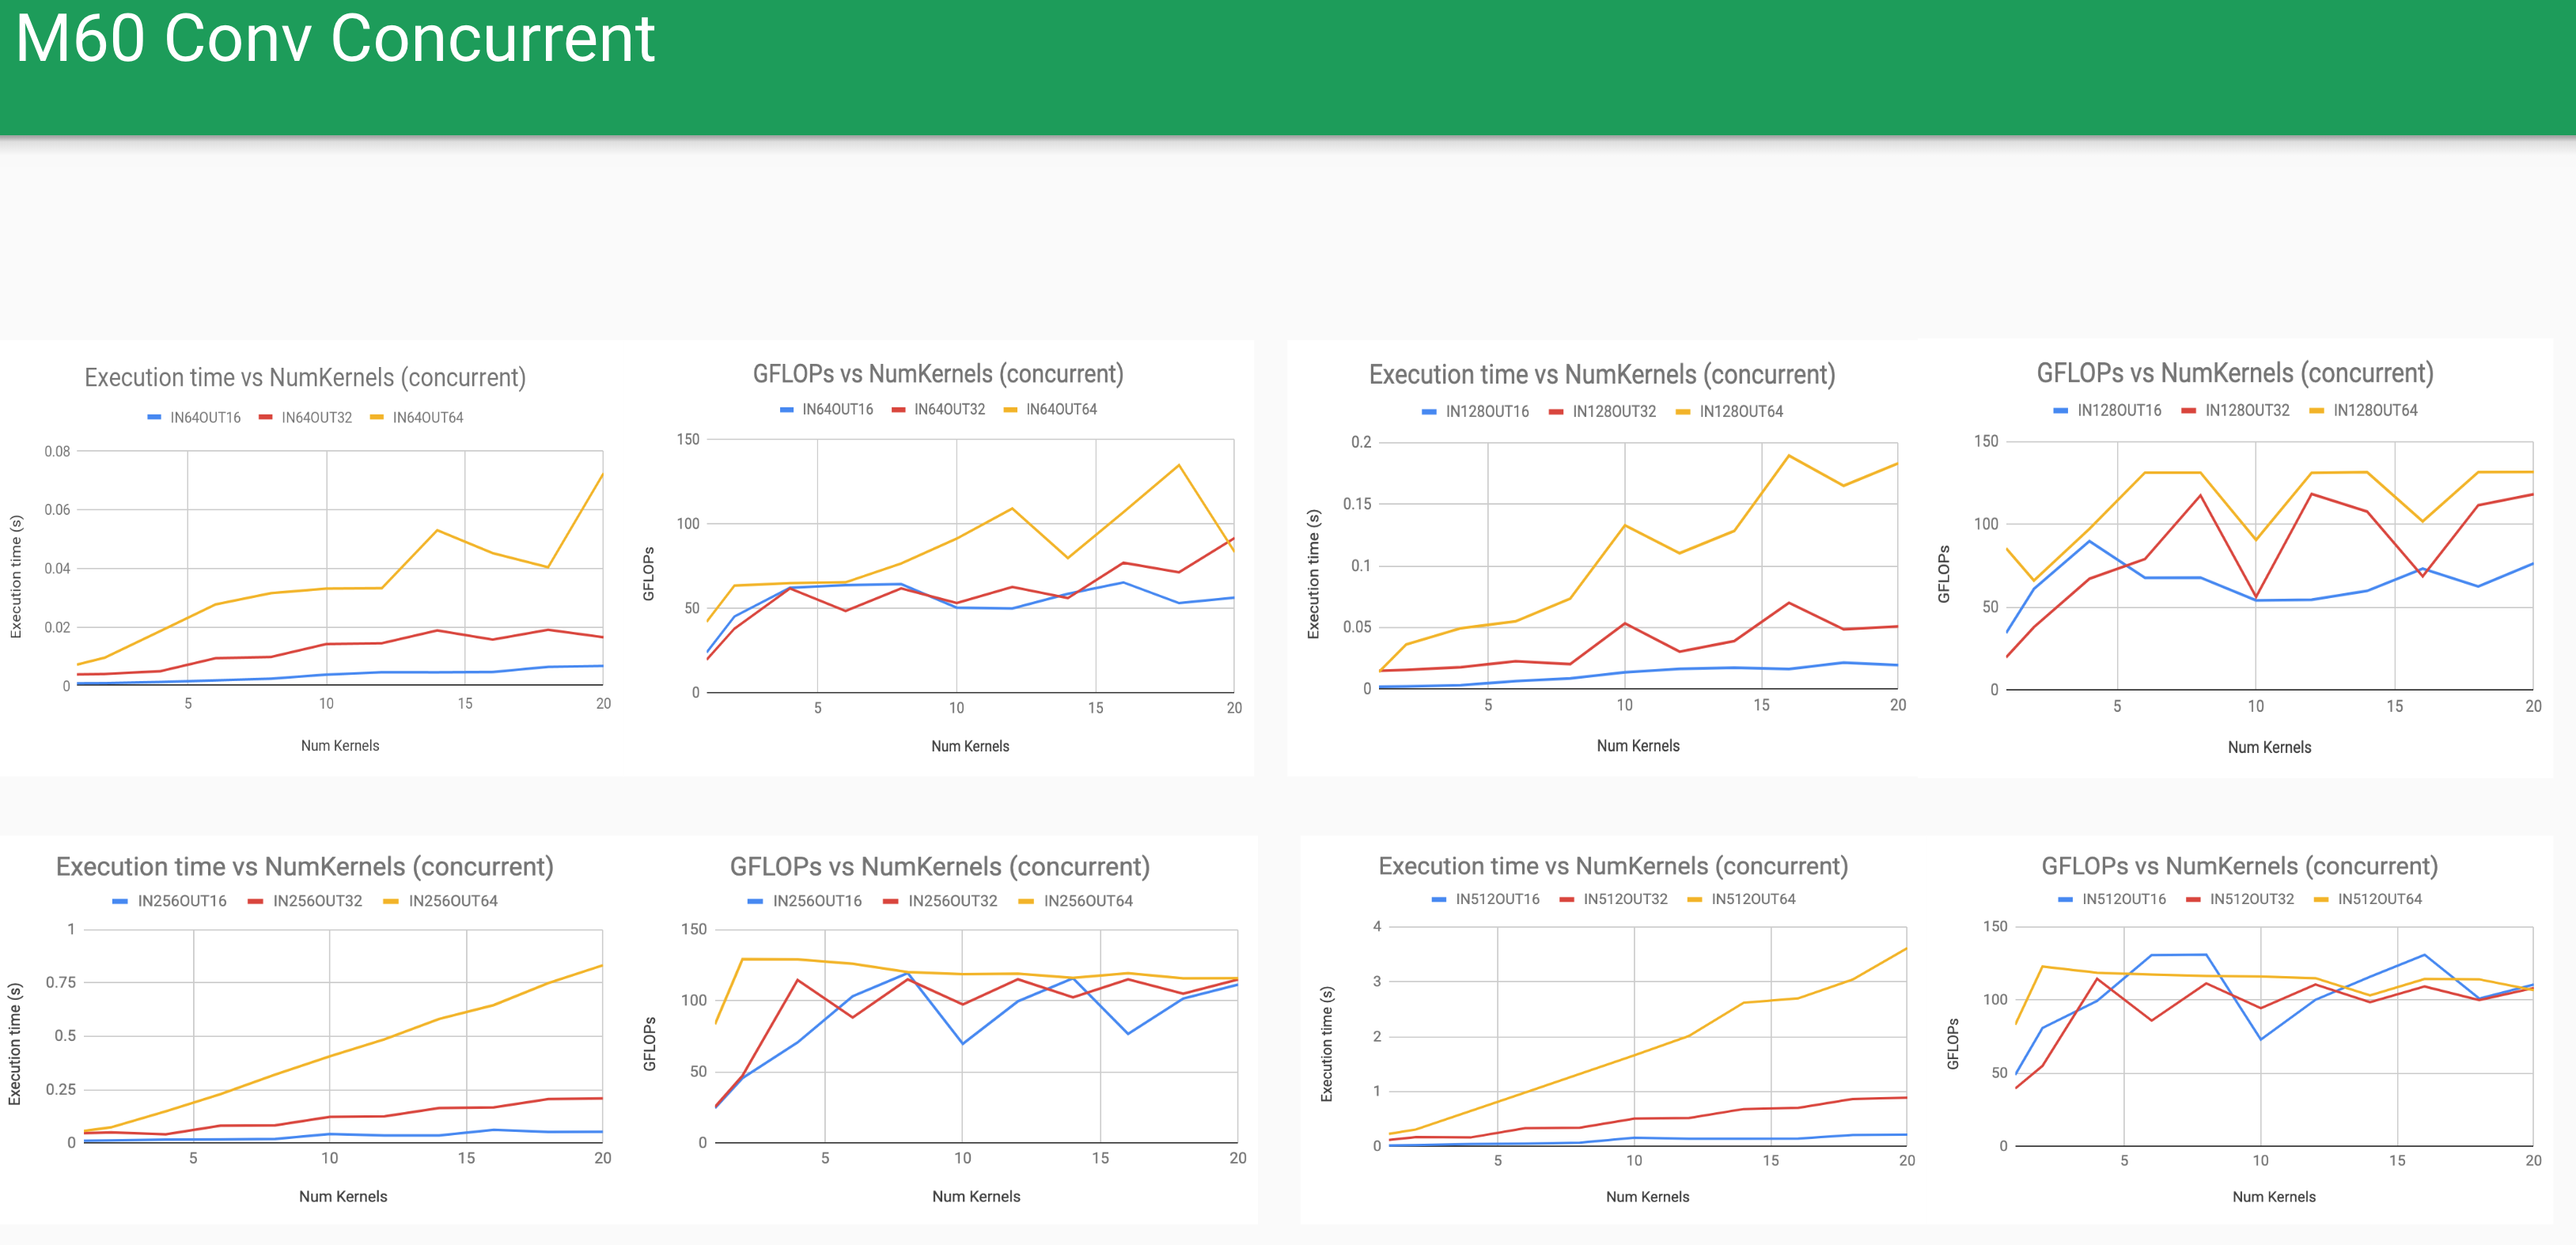 M60 Conv Concurrent
Execution time vs NumKernels (concurrent)
IN64OUT16 IN64OUT32 IN64OUT64
Execution time (s)
0.08
0.06
0.04
0.02
0
5 10 15 20
Num Kernels
GFLOPs vs NumKernels (concurrent)
IN64OUT16 IN64OUT32 IN64OUT64
GFLOPs
150
100
50
0
5 10 15 20
Num Kernels
Execution time vs NumKernels (concurrent)
IN128OUT16 IN128OUT32 IN128OUT64
Execution time (s)
0.2
0.15
0.1
0.05
0
5 10 15 20
Num Kernels
GFLOPs vs NumKernels (concurrent)
IN128OUT16 IN128OUT32 IN128OUT64
GFLOPs
150
100
50
0
5 10 15 20
Num Kernels
Execution time vs NumKernels (concurrent)
IN256OUT16 IN256OUT32 IN256OUT64
Execution time (s)
1
0.75
0.5
0.25
0
5 10 15 20
Num Kernels
GFLOPs vs NumKernels (concurrent)
IN256OUT16 IN256OUT32 IN256OUT64
GFLOPs
150
100
50
0
5 10 15 20
Num Kernels
Execution time vs NumKernels (concurrent)
IN512OUT16 IN512OUT32 IN512OUT64
Execution time (s)
4
3
2
1
0
5 10 15 20
Num Kernels
GFLOPs vs NumKernels (concurrent)
IN512OUT16 IN512OUT32 IN512OUT64
GFLOPs
150
100
50
0
5 10 15 20
Num Kernels